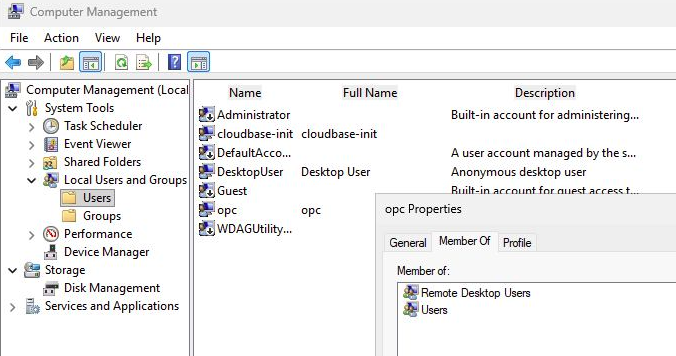 Computer Management
File Action View Help
Computer Management (Local
System Tools
Task Scheduler
Event Viewer
Shared Folders
Local Users and Groups
Users
Groups
Performance
Device Manager
Storage
Disk Management
Services and Applications
Name Full Name Description
Administrator Built-in account for administering...
cloudbase-init cloudbase-init
DefaultAcco... A user account managed by the s...
DesktopUser Desktop User Anonymous desktop user
Guest Built-in account for guest access t...
opc opc
WDAGUtility...
opc Properties
General Member Of Profile
Member of:
Remote Desktop Users
Users